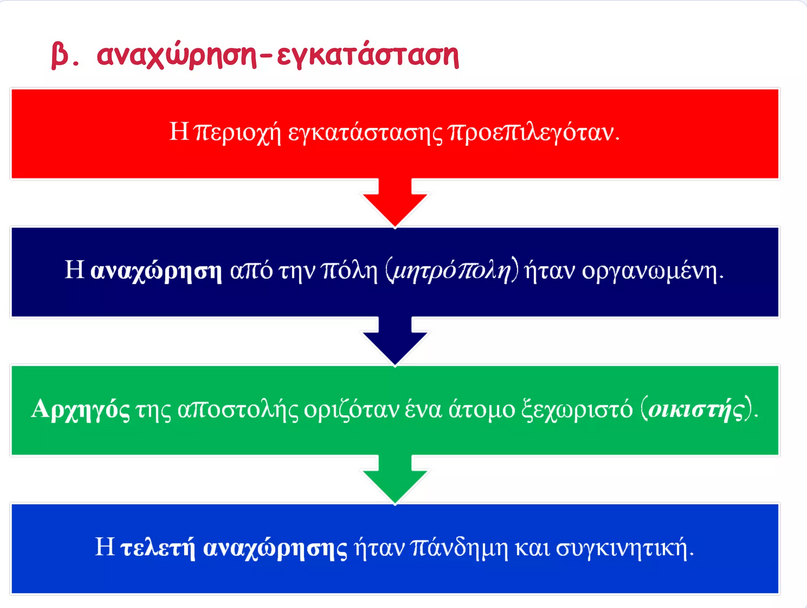 β. αναχώρηση-εγκατάσταση
Η περιοχή εγκατάστασης προεπιλεγόταν.
Η αναχώρηση από την πόλη (μητρόπολη) ήταν οργανωμένη.
Αρχηγός της αποστολής οριζόταν ένα άτομο ξεχωριστό (οικιστής).
Η τελετή αναχώρησης ήταν πάνδημη και συγκινητική.